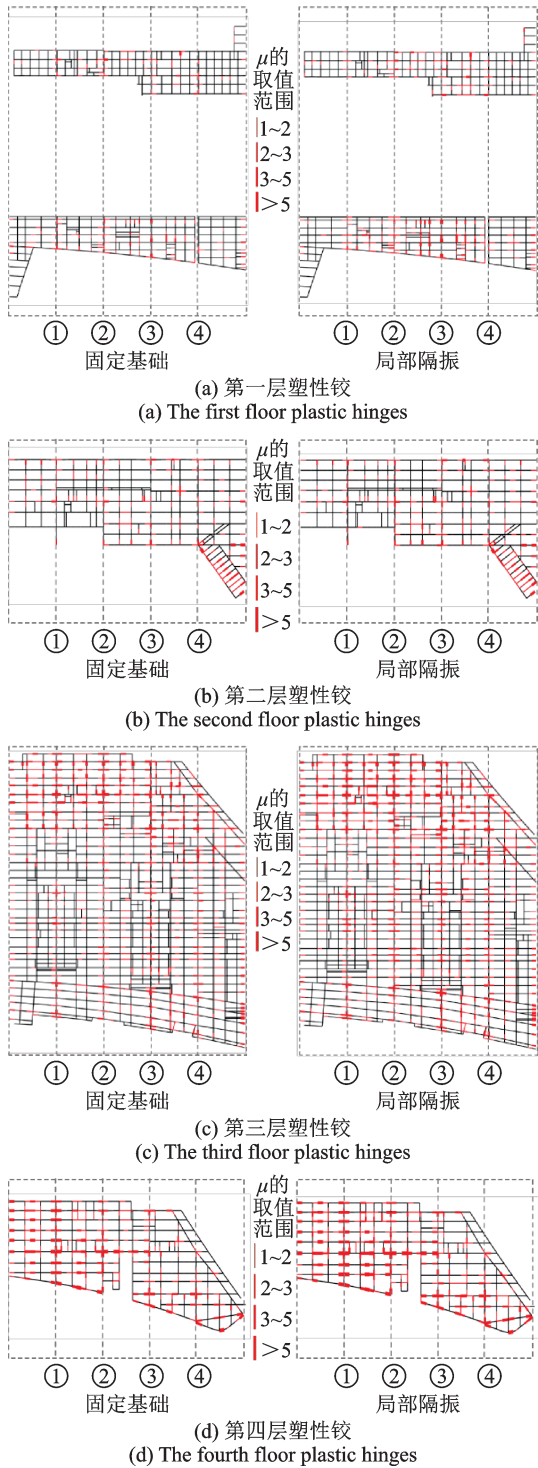 μ的
取值
范围
1~2
2~3
3~5
>5
① ② ③ ④ ① ② ③ ④
固定基础 局部隔振
(a) 第一层塑性铰
(a) The first floor plastic hinges
μ的
取值
范围
1~2
2~3
3~5
>5
① ② ③ ④ ① ② ③ ④
固定基础 局部隔振
(b) 第二层塑性铰
(b) The second floor plastic hinges
μ的
取值
范围
1~2
2~3
3~5
>5
① ② ③ ④ ① ② ③ ④
固定基础 局部隔振
(c) 第三层塑性铰
(c) The third floor plastic hinges
μ的
取值
范围
1~2
2~3
3~5
>5
① ② ③ ④ ① ② ③ ④
固定基础 局部隔振
(d) 第四层塑性铰
(d) The fourth floor plastic hinges